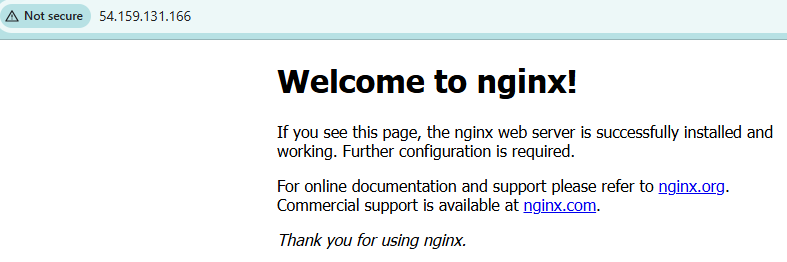 Not secure 54.159.131.166
Welcome to nginx!
If you see this page, the nginx web server is successfully installed and
working. Further configuration is required.
For online documentation and support please refer to nginx.org.
Commercial support is available at nginx.com.
Thank you for using nginx.